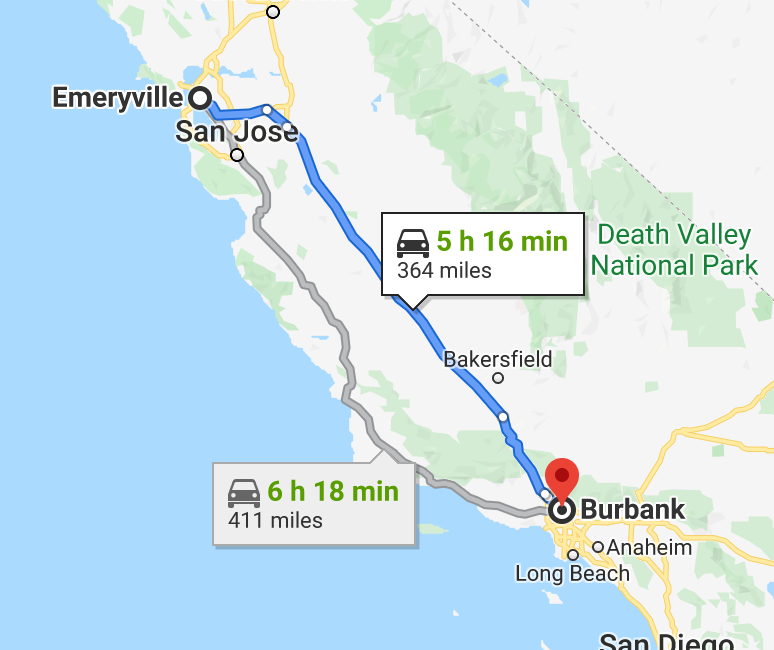 Emeryville
San Jose
5 h 16 min
364 miles
Death Valley
National Park
Bakersfield
6 h 18 min
411 miles
Burbank
Anaheim
Long Beach
San Diego